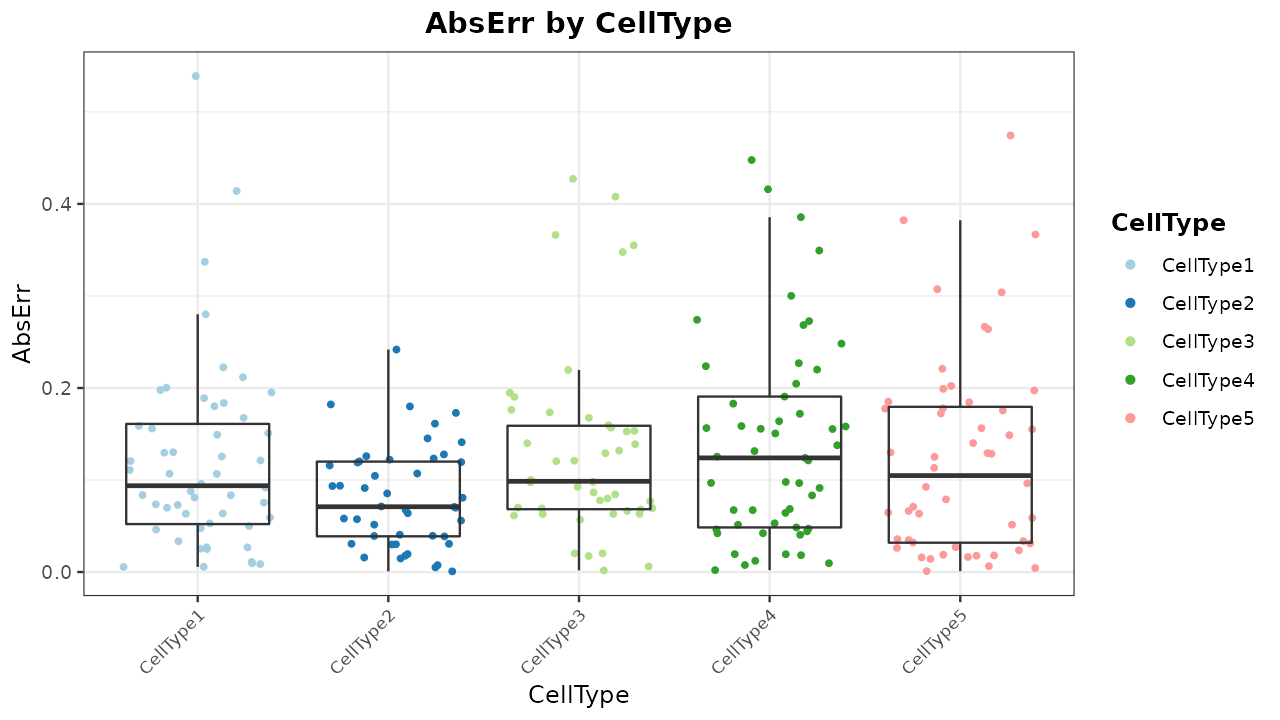 AbsErr by CellType
AbsErr
0.4
0.2
0.0
CellType1
CellType2
CellType3
CellType4
CellType5
CellType
CellType
CellType1
CellType2
CellType3
CellType4
CellType5